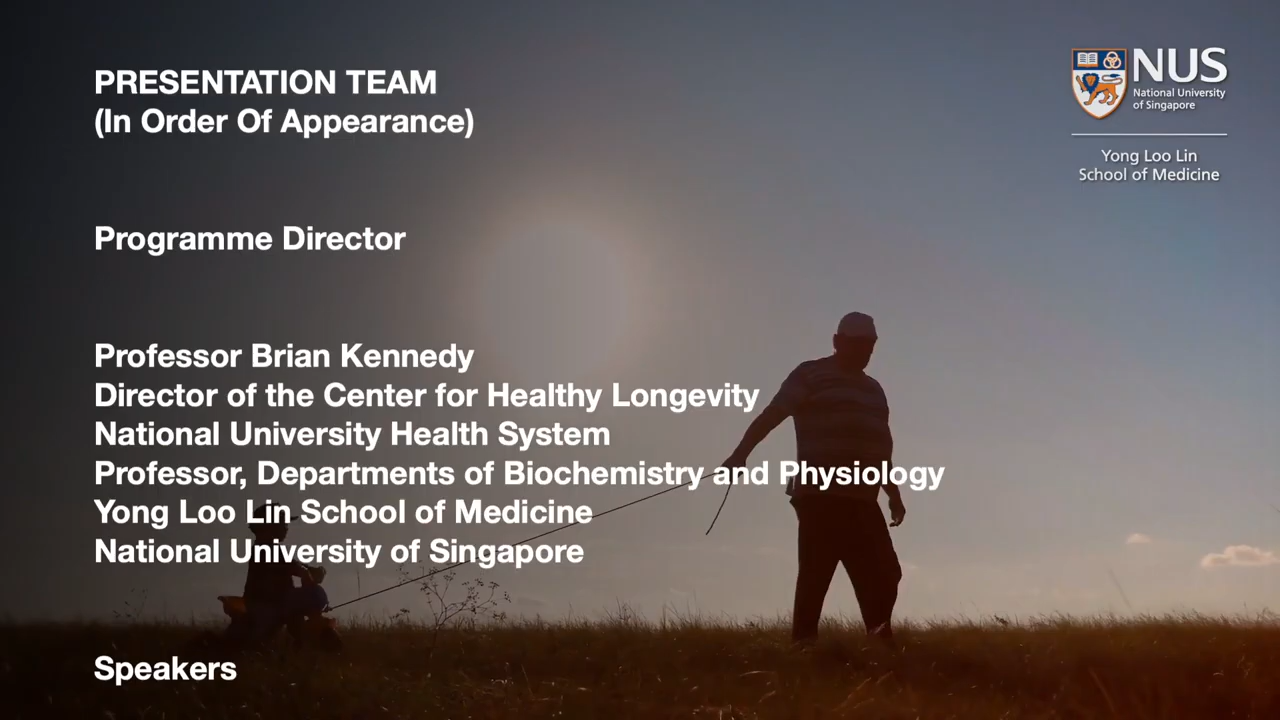 PRESENTATION TEAM
(In Order Of Appearance)
NUS
National University
of Singapore
Yong Loo Lin
School of Medicine
Programme Director
Professor Brian Kennedy
Director of the Center for Healthy Longevity
National University Health System
Professor, Departments of Biochemistry and Physiology
Yong Loo Lin School of Medicine
National University of Singapore
Speakers